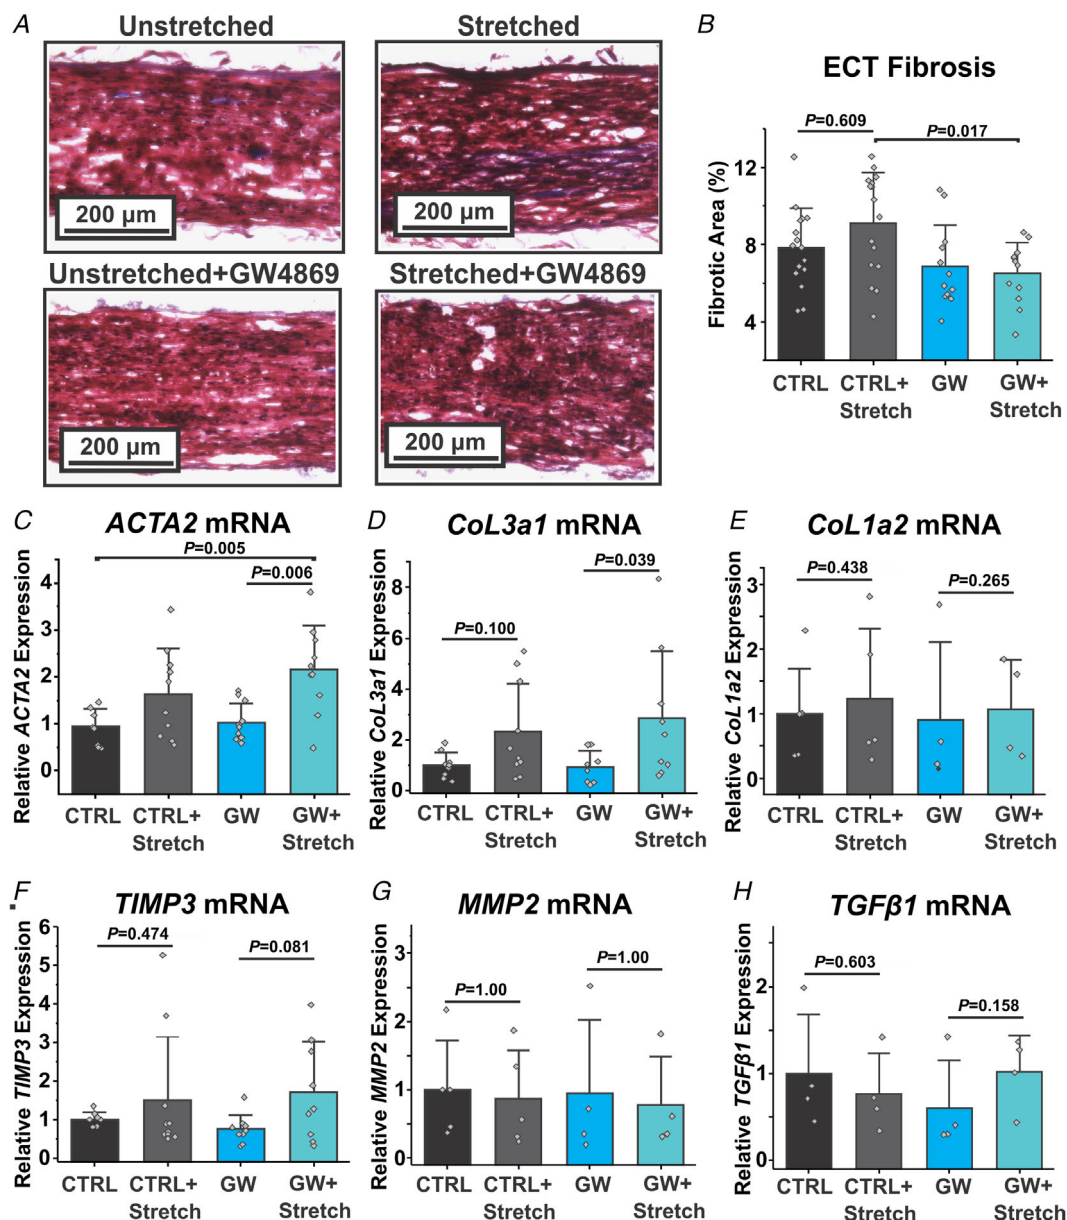 A
Unstretched
Stretched
200 µm
200 µm
Unstretched+GW4869
Stretched+GW4869
200 µm
200 µm
B
ECT Fibrosis
P=0.609
P=0.017
Fibrotic Area (%)
12
8
4
CTRL
CTRL+
Stretch
GW
GW+
Stretch
C
ACTA2 mRNA
P=0.005
P=0.006
Relative ACTA2 Expression
4
3
2
1
0
CTRL
CTRL+
Stretch
GW
GW+
Stretch
D
CoL3a1 mRNA
P=0.039
P=0.100
Relative CoL3a1 Expression
8
6
4
2
0
CTRL
CTRL+
Stretch
GW
GW+
Stretch
E
CoL1a2 mRNA
P=0.438
P=0.265
Relative CoL1a2 Expression
3
2
1
0
CTRL
CTRL+
Stretch
GW
GW+
Stretch
F
TIMP3 mRNA
P=0.474
P=0.081
Relative TIMP3 Expression
6
5
4
3
2
1
0
CTRL
CTRL+
Stretch
GW
GW+
Stretch
G
MMP2 mRNA
P=1.00
P=1.00
Relative MMP2 Expression
3
2
1
0
CTRL
CTRL+
Stretch
GW
GW+
Stretch
H
TGFβ1 mRNA
P=0.603
P=0.158
Relative TGFβ1 Expression
2
1
0
CTRL
CTRL+
Stretch
GW
GW+
Stretch